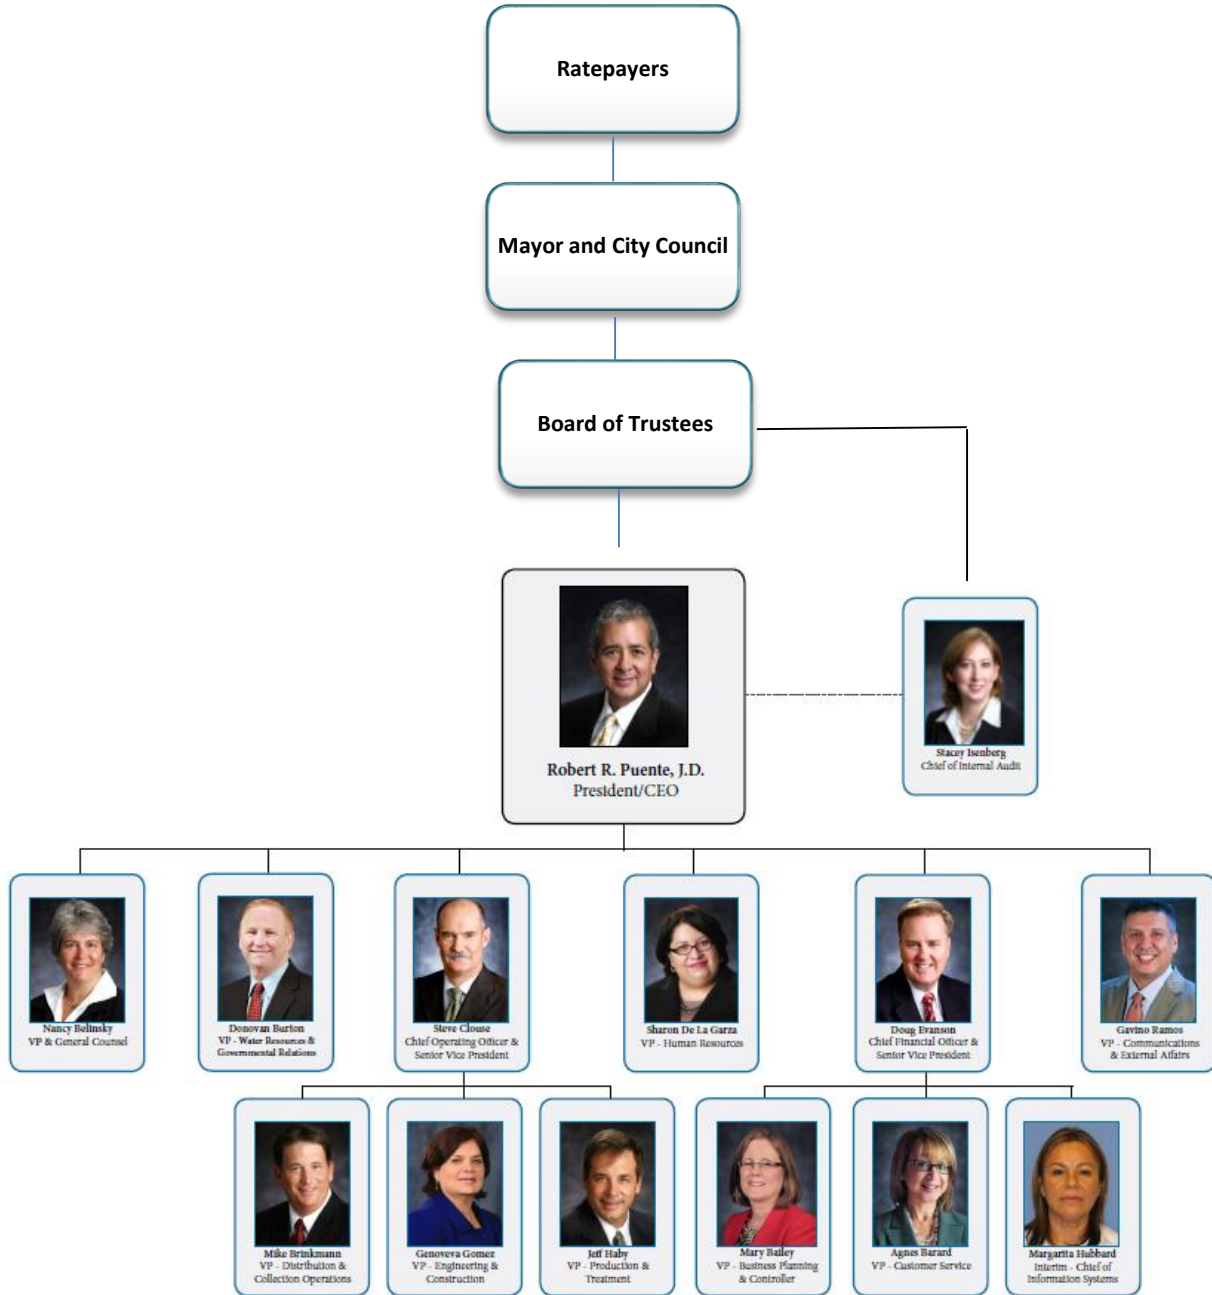 Ratepayers
Mayor and City Council
Board of Trustees
Robert R. Puente, J.D.
President/CEO
Stacey Isenberg
Chief of Internal Audit
Nancy Belinsky
VP & General Counsel
Donovan Burton
VP - Water Resources &
Governmental Relations
Steve Clouse
Chief Operating Officer &
Senior Vice President
Sharon De La Garza
VP - Human Resources
Doug Evanson
Chief Financial Officer &
Senior Vice President
Gavino Ramos
VP - Communications
& External Affairs
Mike Brinkmann
VP - Distribution &
Collection Operations
Genoveva Gomez
VP - Engineering &
Construction
Jeff Haby
VP - Production &
Treatment
Mary Bailey
VP - Business Planning
& Controller
Agnes Barard
VP - Customer Service
Margarita Hubbard
Interim - Chief of
Information Systems